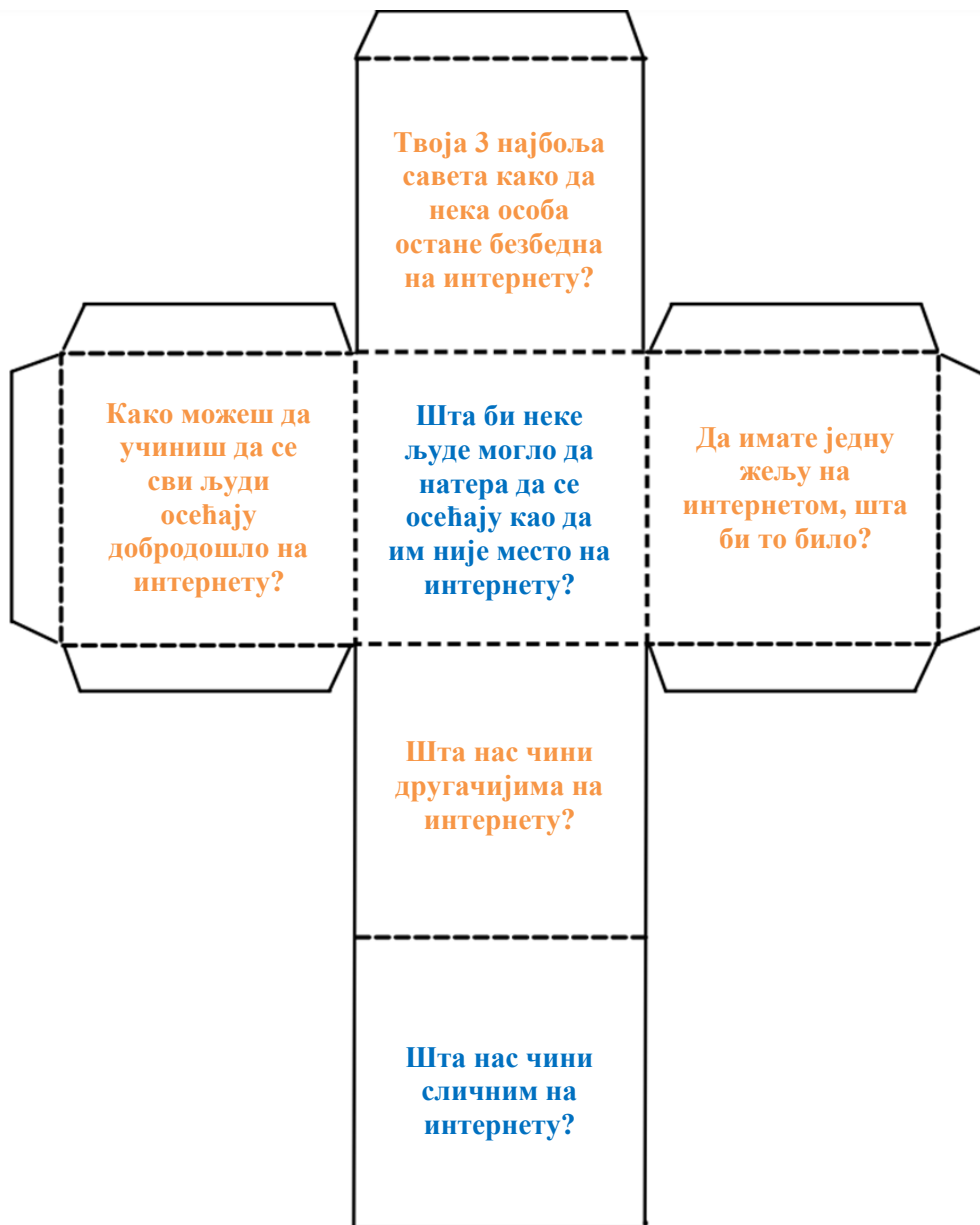 Твоја 3 најбоља
савета како да
нека особа
остане безбедна
на интернету?
Како можеш да
учиниш да се
сви људи
осећају
добродошло на
интернету?
Шта би неке
људе могло да
натера да се
осећају као да
им није место на
интернету?
Да имате једну
жељу на
интернетом, шта
би то било?
Шта нас чини
другачијима на
интернету?
Шта нас чини
сличним на
интернету?